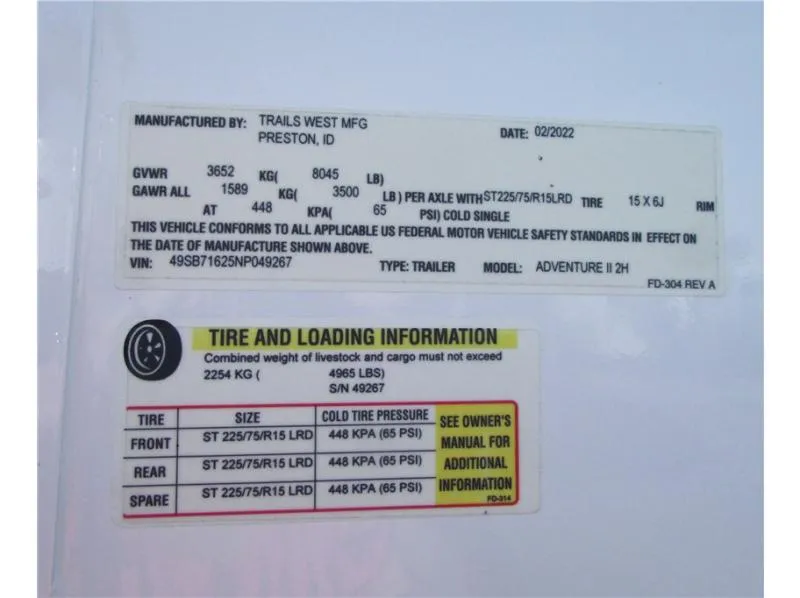 MANUFACTURED BY: TRAILS WEST MFG DATE: 02/2022
PRESTON, ID
GVWR 3652 KG( 8045 LB)
GAWR ALL 1589 KG( 3500 LB) PER AXLE WITH ST225/75/R15LRD TIRE 15 X 6J RIM
AT 448 KPA( 65 PSI) COLD SINGLE
THIS VEHICLE CONFORMS TO ALL APPLICABLE US FEDERAL MOTOR VEHICLE SAFETY STANDARDS IN EFFECT ON
THE DATE OF MANUFACTURE SHOWN ABOVE.
VIN: 49SB71625NP049267 TYPE: TRAILER MODEL: ADVENTURE II 2H
FD-304 REV A
TIRE AND LOADING INFORMATION
Combined weight of livestock and cargo must not exceed
2254 KG ( 4965 LBS)
S/N 49267
TIRE SIZE COLD TIRE PRESSURE
FRONT ST 225/75/R15 LRD 448 KPA (65 PSI)
REAR ST 225/75/R15 LRD 448 KPA (65 PSI)
SPARE ST 225/75/R15 LRD 448 KPA (65 PSI)
SEE OWNER'S
MANUAL FOR
ADDITIONAL
INFORMATION
FD-314